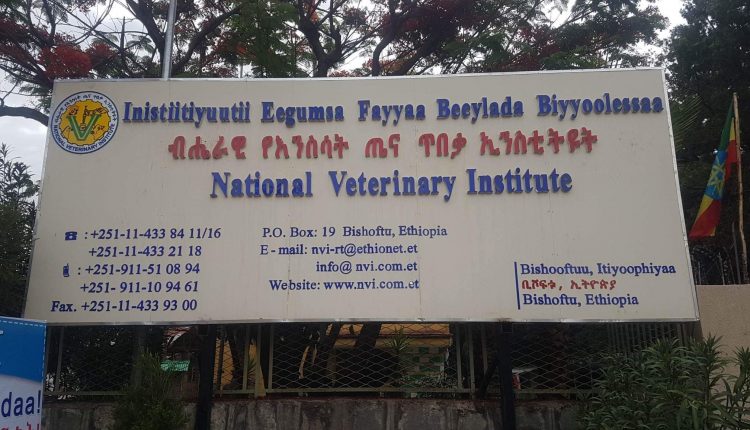 Inistiitiyuutii Eegumsa Fayyaa Beeylada Biyyoolessaa
ብሔራዊ የእንስሳት ጤና ጥበቃ ኢንስቲትዩት
National Veterinary Institute
NATIONAL VETERINARY INSTITUTE
: +251-11-433 84 11/16
+251-11-433 21 18
: +251-911-51 08 94
+251- 911-10 94 61
Fax. +251-11-433 93 00
P.O. Box: 19 Bishoftu, Ethiopia
E - mail: nvi-rt@ethionet.et
info@ nvi.com.et
Website: www.nvi.com.et
Bishooftuu, Itiyoophiyaa
ቢሾፍቱ, ኢትዮጵያ
Bishoftu, Ethiopia
daa!